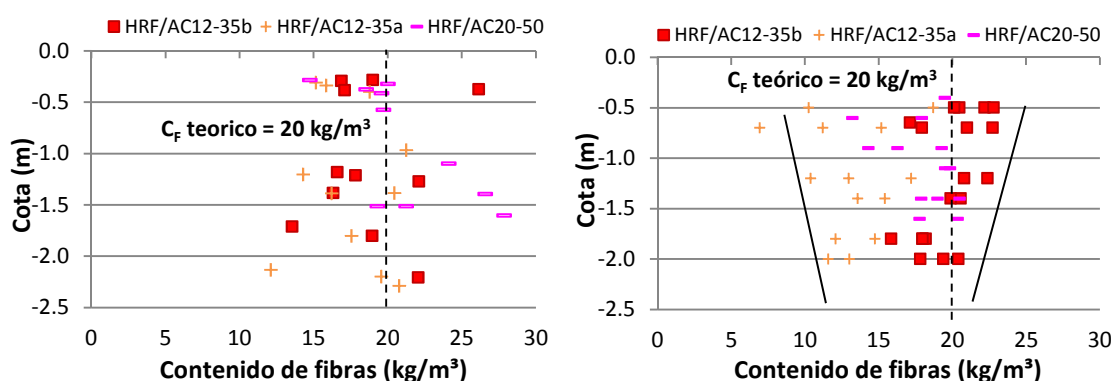 HRF/AC12-35b HRF/AC12-35a HRF/AC20-50
0.0
-0.5
-1.0
-1.5
-2.0
-2.5
Cota (m)
C_F teorico = 20 kg/m³
0 5 10 15 20 25 30
Contenido de fibras (kg/m³)
HRF/AC12-35b HRF/AC12-35a HRF/AC20-50
0.0
-0.5
-1.0
-1.5
-2.0
-2.5
Cota (m)
C_F teórico = 20 kg/m³
0 5 10 15 20 25 30
Contenido de fibras (kg/m³)